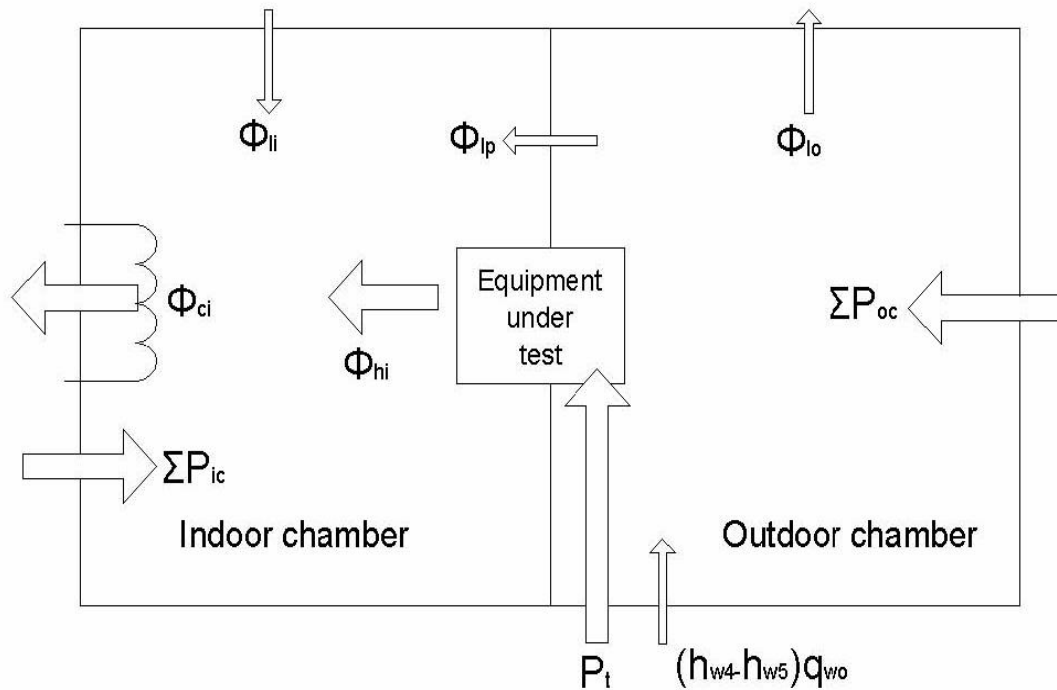 Φli
Φlp
Φlo
Φci
Φhi
Equipment
under
test
ΣPoc
ΣPic
Indoor chamber
Outdoor chamber
Pt
(hw4-hw5)qwo